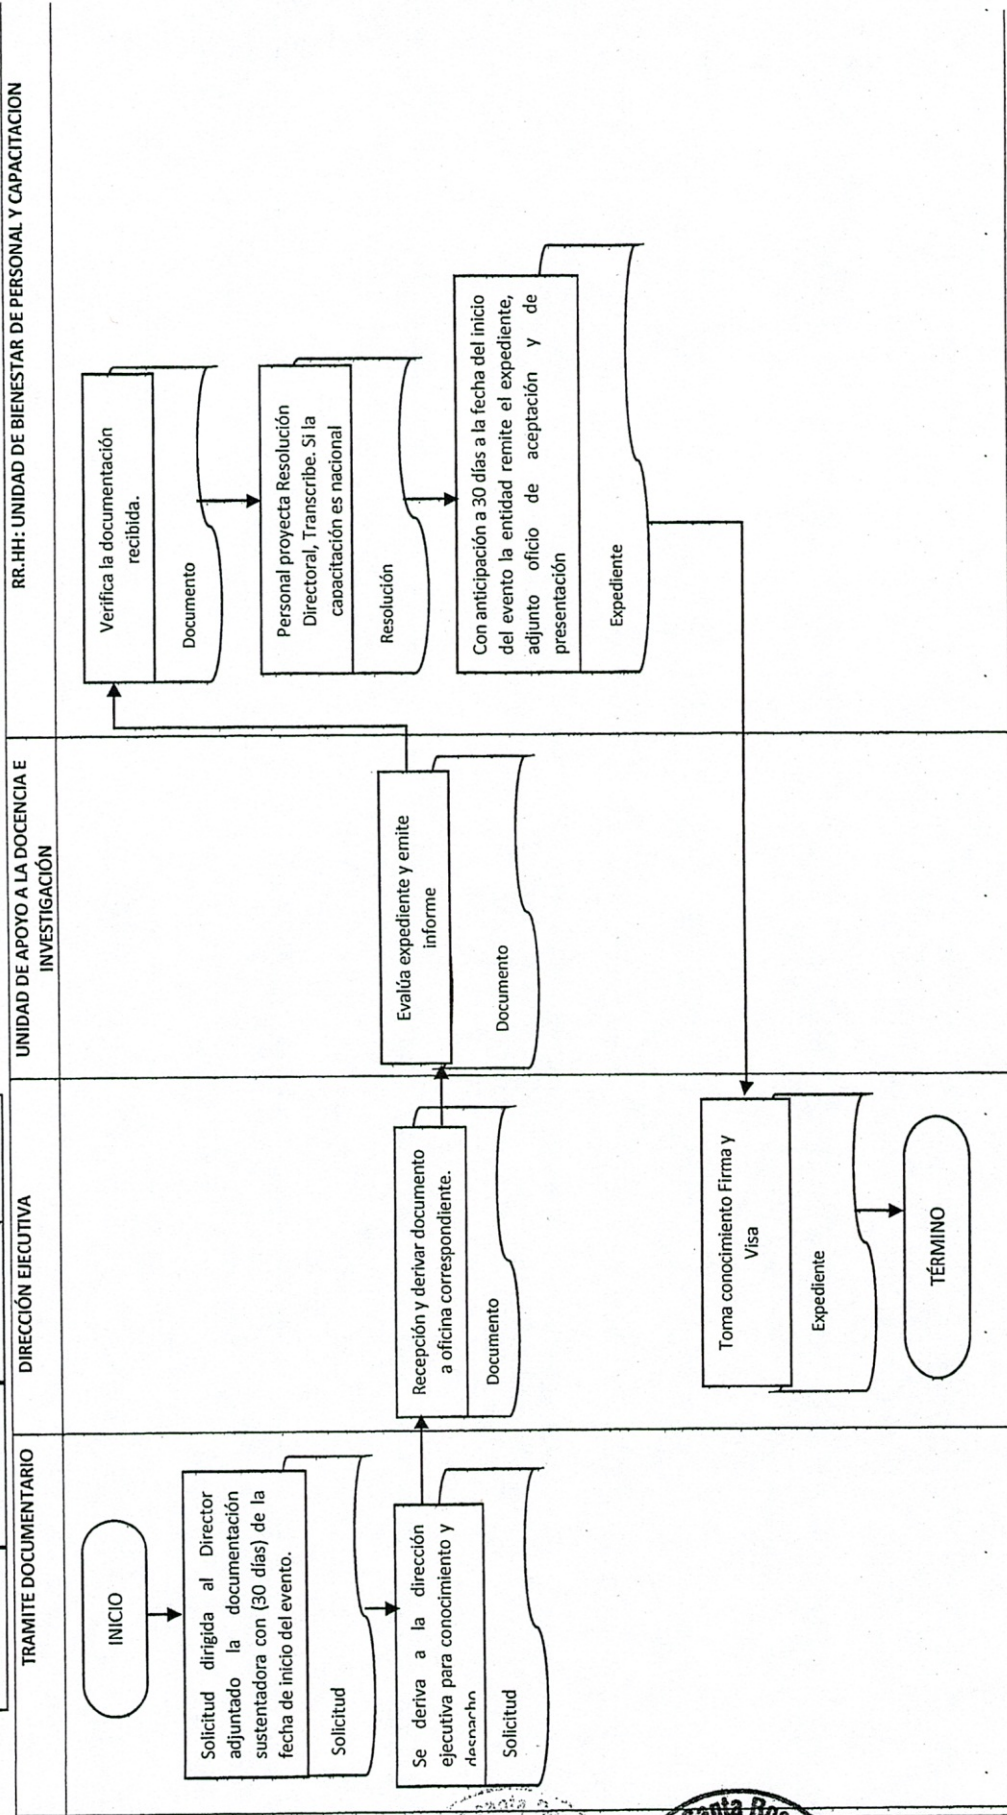 TRAMITE DOCUMENTARIO
DIRECCIÓN EJECUTIVA
UNIDAD DE APOYO A LA DOCENCIA E
INVESTIGACIÓN
RR.HH: UNIDAD DE BIENESTAR DE PERSONAL Y CAPACITACION
INICIO
Solicitud dirigida al Director
adjuntado la documentación
sustentadora con (30 días) de la
fecha de inicio del evento.
Solicitud
Se deriva a la dirección
ejecutiva para conocimiento y
despacho
Solicitud
Recepción y derivar documento
a oficina correspondiente.
Documento
Evalúa expediente y emite
informe
Documento
Verifica la documentación
recibida.
Documento
Personal proyecta Resolución
Directoral, Transcribe. Si la
capacitación es nacional
Resolución
Con anticipación a 30 días a la fecha del inicio
del evento la entidad remite el expediente,
adjunto oficio de aceptación y de
presentación
Expediente
Toma conocimiento Firma y
Visa
Expediente
TÉRMINO